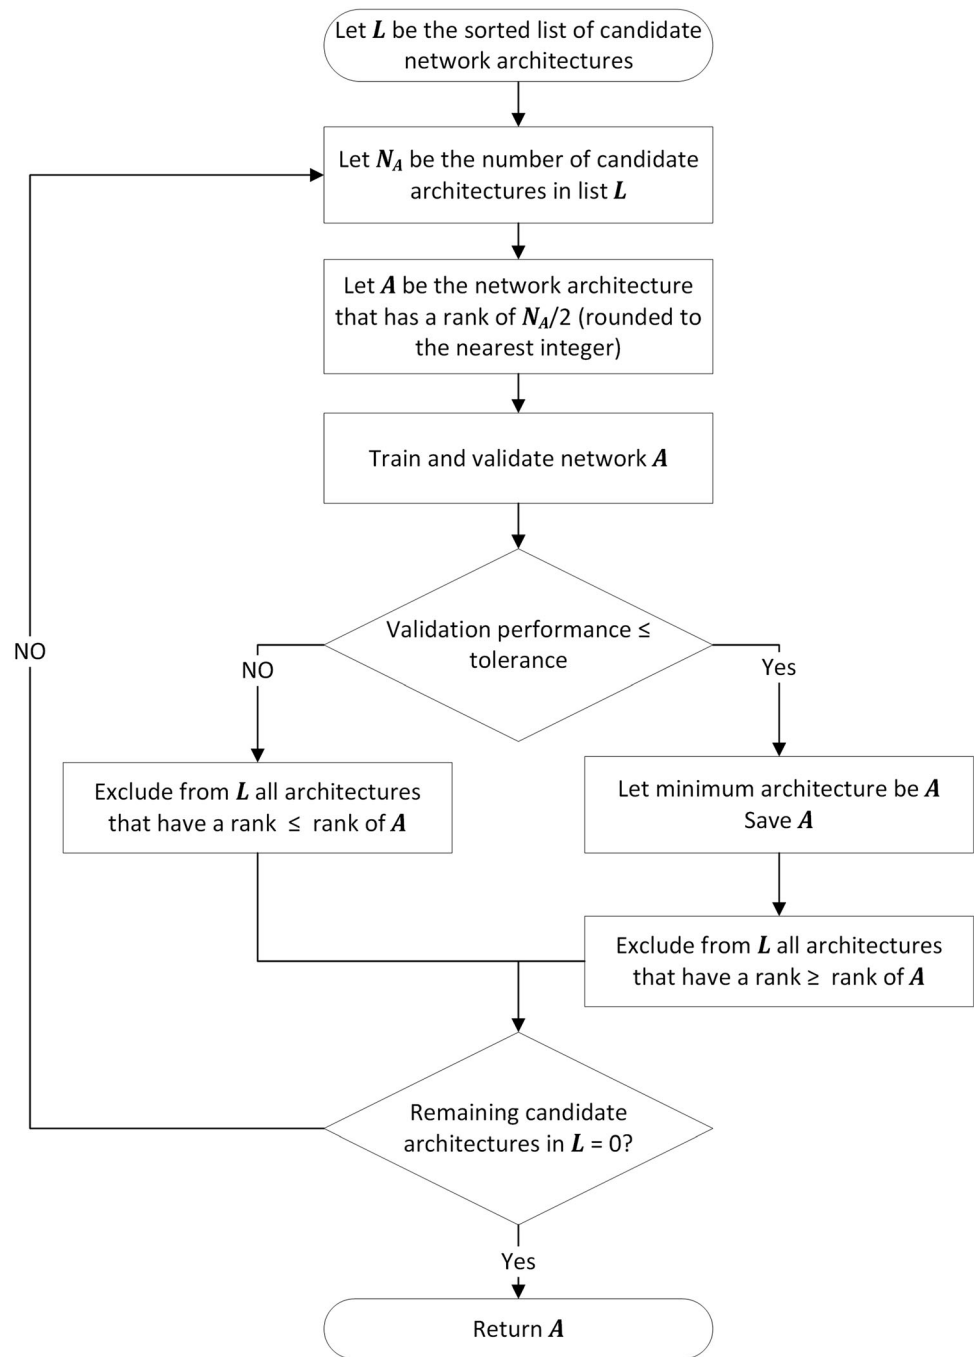 Let L be the sorted list of candidate
network architectures
Let N_A be the number of candidate
architectures in list L
Let A be the network architecture
that has a rank of N_A/2 (rounded to
the nearest integer)
Train and validate network A
Validation performance ≤
tolerance
NO
Yes
NO
Exclude from L all architectures
that have a rank ≤ rank of A
Let minimum architecture be A
Save A
Exclude from L all architectures
that have a rank ≥ rank of A
Remaining candidate
architectures in L = 0?
Yes
Return A